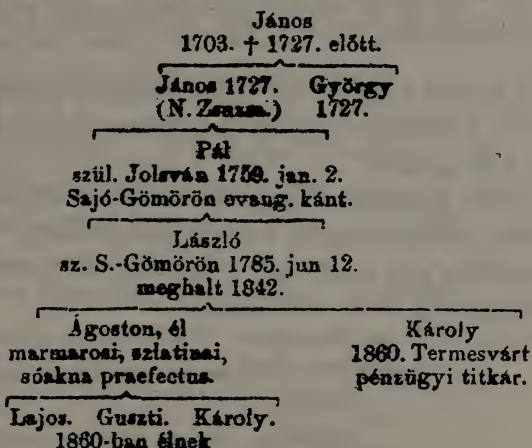 János
1703. † 1727. előtt.
János 1727. György
(N. Zsuzsa.) 1727.
Pál
szül. Jolsván 1759. jan. 2.
Sajó-Gömörön evang. kánt.
László
sz. S.-Gömörön 1785. jun 12.
meghalt 1842.
Ágoston, él Károly
marmarosi, szlatinai, 1860. Termesvárt
sóakna praefectus. pénzügyi titkár.
Lajos. Guszti. Károly.
1860-ban élnek